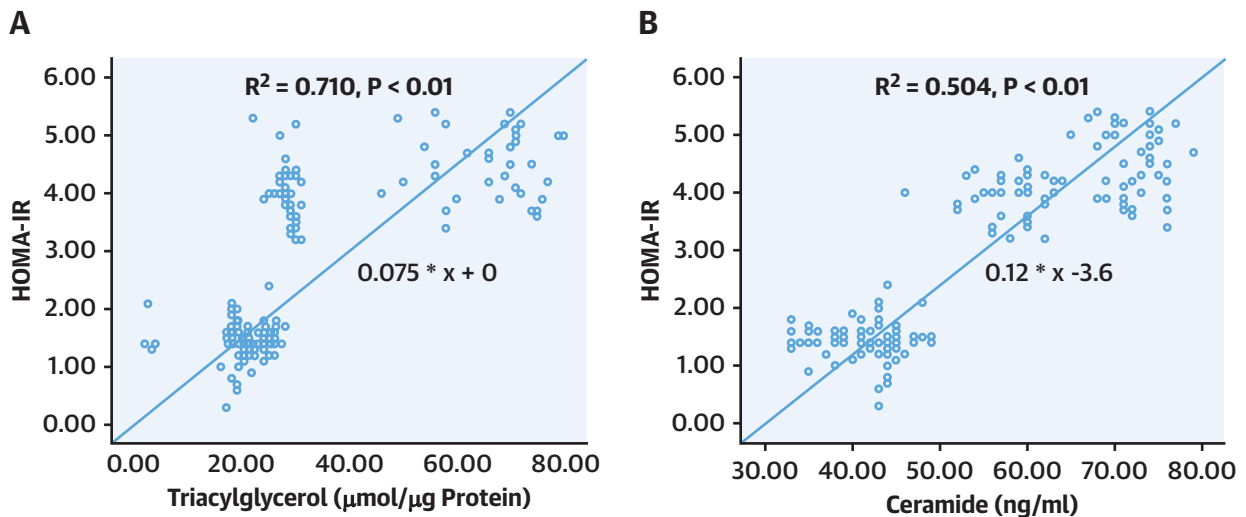 A
R² = 0.710, P < 0.01
6.00
5.00
4.00
3.00
2.00
1.00
0.00
HOMA-IR
0.075 * x + 0
0.00 20.00 40.00 60.00 80.00
Triacylglycerol (μmol/μg Protein)
B
R² = 0.504, P < 0.01
6.00
5.00
4.00
3.00
2.00
1.00
0.00
HOMA-IR
0.12 * x -3.6
30.00 40.00 50.00 60.00 70.00 80.00
Ceramide (ng/ml)